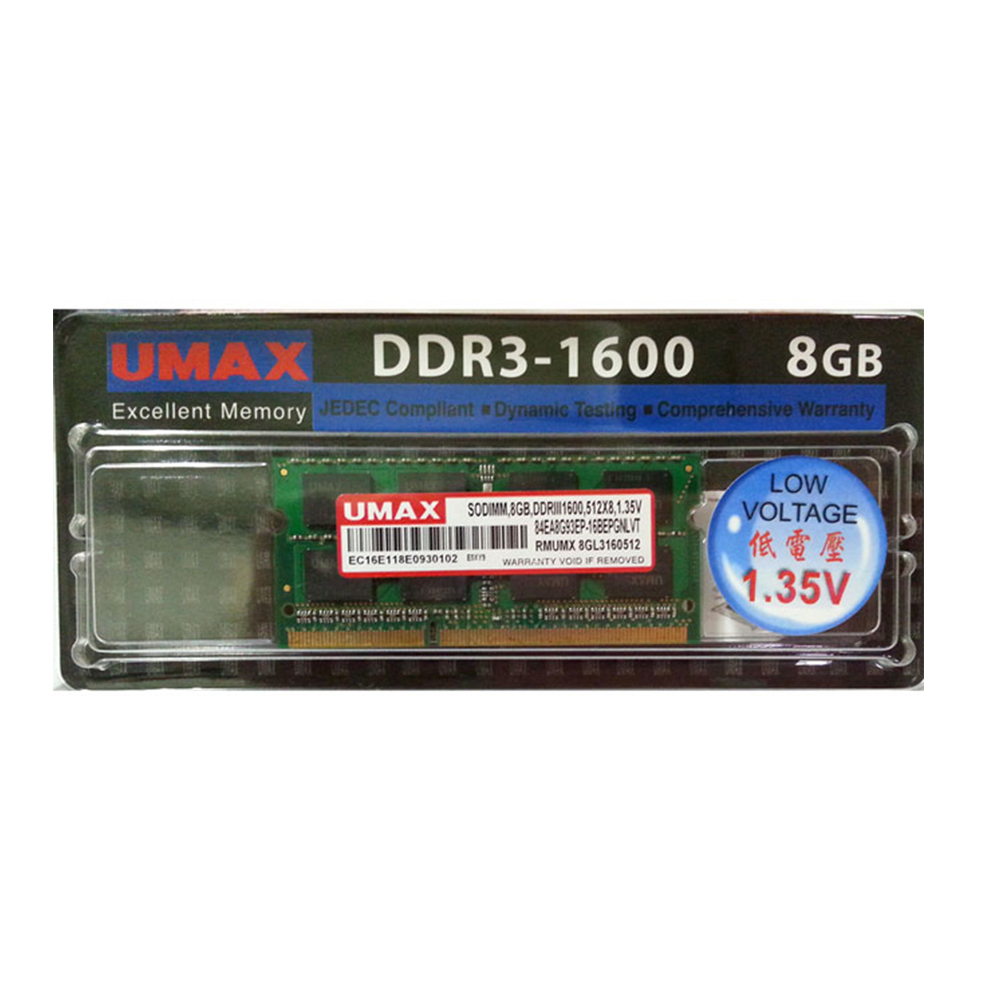 UMAX
DDR3-1600
8GB
Excellent Memory
JEDEC Compliant ■ Dynamic Testing ■ Comprehensive Warranty
UMAX
SODIMM,8GB,DDRIII1600,512X8,1.35V
84EA8G93EP-16BEPGNLVT
RMUMX 8GL3160512
EC16E118E0930102
WARRANTY VOID IF REMOVED
LOW
VOLTAGE
低電壓
1.35V